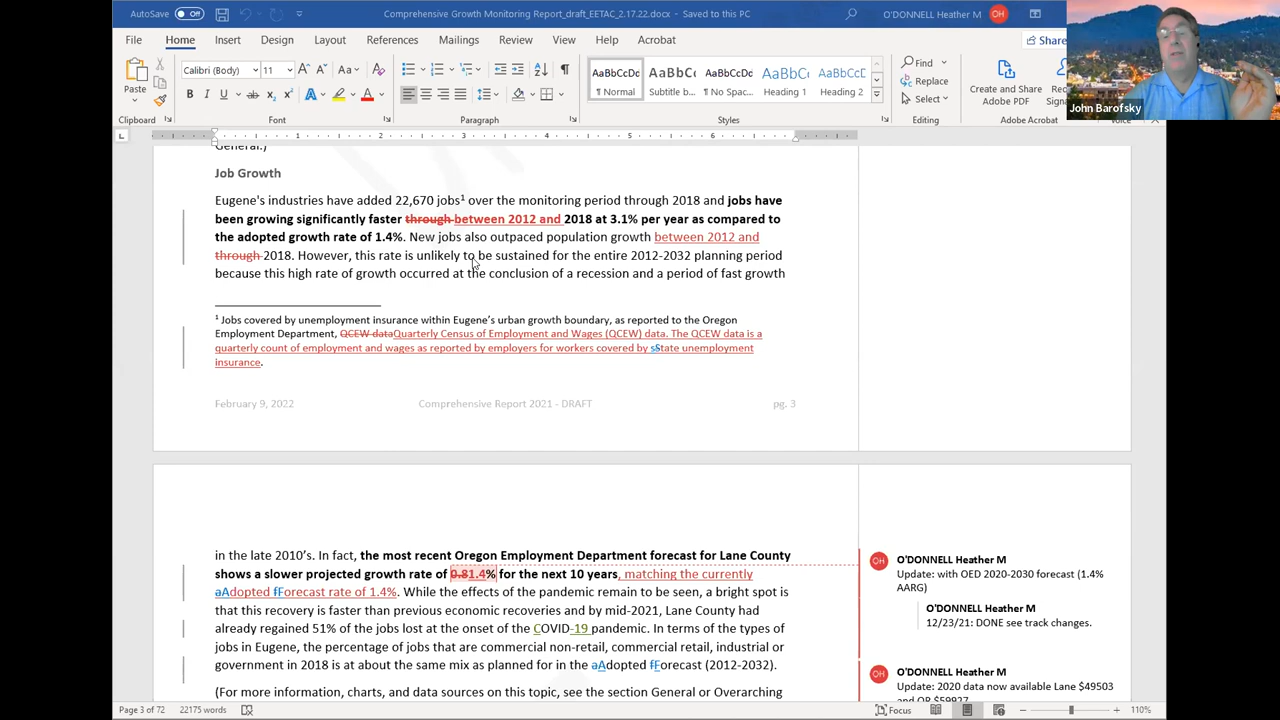 AutoSave Off Comprehensive Growth Monitoring Report_draft_EETAC_2.17.22.docx - Saved to this PC O'DONNELL Heather M OH
File Home Insert Design Layout References Mailings Review View Help Acrobat Share
Calibri (Body) 11 Aa AaBbCcDd AaBbCcD AaBbCcDd AaBbCcD AaBbCcD Find
Paste B I U ab x A A ¶ Normal Subtitle b... ¶ No Spac... Heading 1 Heading 2 Replace Create and Share
Select Adobe PDF
John Barofsky
Clipboard Font Paragraph Styles Editing Adobe Acrobat Voice
General.)
Job Growth
Eugene's industries have added 22,670 jobs1 over the monitoring period through 2018 and jobs have
been growing significantly faster through between 2012 and 2018 at 3.1% per year as compared to
the adopted growth rate of 1.4%. New jobs also outpaced population growth between 2012 and
through 2018. However, this rate is unlikely to be sustained for the entire 2012-2032 planning period
because this high rate of growth occurred at the conclusion of a recession and a period of fast growth
1 Jobs covered by unemployment insurance within Eugene's urban growth boundary, as reported to the Oregon
Employment Department, QCEW dataQuarterly Census of Employment and Wages (QCEW) data. The QCEW data is a
quarterly count of employment and wages as reported by employers for workers covered by sState unemployment
insurance.
February 9, 2022 Comprehensive Report 2021 - DRAFT pg. 3
in the late 2010's. In fact, the most recent Oregon Employment Department forecast for Lane County
shows a slower projected growth rate of 0.81.4% for the next 10 years, matching the currently
aAdopted fForecast rate of 1.4%. While the effects of the pandemic remain to be seen, a bright spot is
that this recovery is faster than previous economic recoveries and by mid-2021, Lane County had
already regained 51% of the jobs lost at the onset of the COVID-19 pandemic. In terms of the types of
jobs in Eugene, the percentage of jobs that are commercial non-retail, commercial retail, industrial or
government in 2018 is at about the same mix as planned for in the aAdopted fForecast (2012-2032).
(For more information, charts, and data sources on this topic, see the section General or Overarching
OH O'DONNELL Heather M
Update: with OED 2020-2030 forecast (1.4%
AARG)
O'DONNELL Heather M
12/23/21: DONE see track changes.
OH O'DONNELL Heather M
Update: 2020 data now available Lane $49503
and OR $59927
Page 3 of 72 22175 words Focus 110%